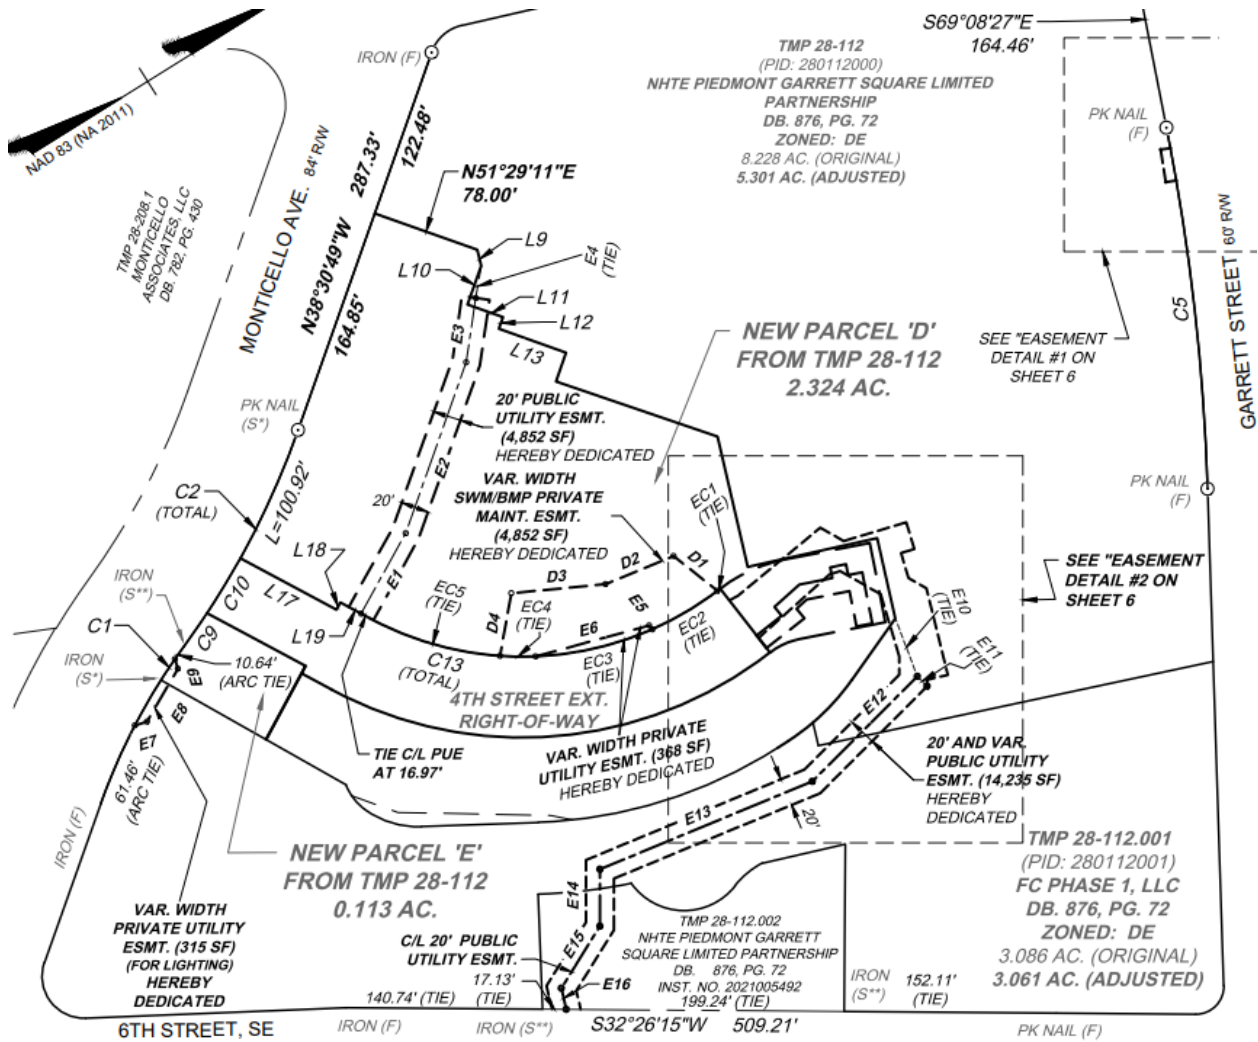 S69°08'27"E
164.46'
IRON (F)
TMP 28-112
(PID: 280112000)
NHTE PIEDMONT GARRETT SQUARE LIMITED
PARTNERSHIP
DB. 876, PG. 72
ZONED: DE
8.228 AC. (ORIGINAL)
5.301 AC. (ADJUSTED)
PK NAIL
(F)
NAD 83 (NA 2011)
MONTICELLO AVE. 84' R/W
287.33'
122.48'
N38°30'49"W
164.85'
N51°29'11"E
78.00'
TMP 28-208.1
MONTICELLO
ASSOCIATES, LLC
DB. 782, PG. 430
L9
L10
E4
(TIE)
L11
L12
L13
E3
GARRETT STREET 60' R/W
C5
SEE "EASEMENT
DETAIL #1 ON
SHEET 6
NEW PARCEL 'D'
FROM TMP 28-112
2.324 AC.
PK NAIL
(S*)
20' PUBLIC
UTILITY ESMT.
(4,852 SF)
HEREBY DEDICATED
E2
VAR. WIDTH
SWM/BMP PRIVATE
MAINT. ESMT.
(4,852 SF)
HEREBY DEDICATED
20'
EC1
(TIE)
PK NAIL
(F)
C2
(TOTAL)
L=100.92'
L18
IRON
(S**)
C10
L17
E1
EC5
(TIE)
D1
D2
D3
D4
EC4
(TIE)
E5
E6
EC2
(TIE)
SEE "EASEMENT
DETAIL #2 ON
SHEET 6
E10
(TIE)
E11
(TIE)
C1
C9
L19
IRON
(S*)
10.64'
(ARC TIE)
E9
E8
E7
C13
(TOTAL)
EC3
(TIE)
4TH STREET EXT.
RIGHT-OF-WAY
E12
VAR. WIDTH PRIVATE
UTILITY ESMT. (368 SF)
HEREBY DEDICATED
TIE C/L PUE
AT 16.97'
61.46'
(ARC TIE)
20' AND VAR.
PUBLIC UTILITY
ESMT. (14,235 SF)
HEREBY
DEDICATED
E13
20'
IRON (F)
NEW PARCEL 'E'
FROM TMP 28-112
0.113 AC.
TMP 28-112.001
(PID: 280112001)
FC PHASE 1, LLC
DB. 876, PG. 72
ZONED: DE
3.086 AC. (ORIGINAL)
3.061 AC. (ADJUSTED)
VAR. WIDTH
PRIVATE UTILITY
ESMT. (315 SF)
(FOR LIGHTING)
HEREBY
DEDICATED
E14
E15
C/L 20' PUBLIC
UTILITY ESMT.
TMP 28-112.002
NHTE PIEDMONT GARRETT
SQUARE LIMITED PARTNERSHIP
DB. 876, PG. 72
INST. NO. 2021005492
199.24' (TIE)
E16
IRON
(S**)
152.11'
(TIE)
140.74' (TIE)
17.13'
(TIE)
6TH STREET, SE
IRON (F)
IRON (S**)
S32°26'15"W 509.21'
PK NAIL (F)